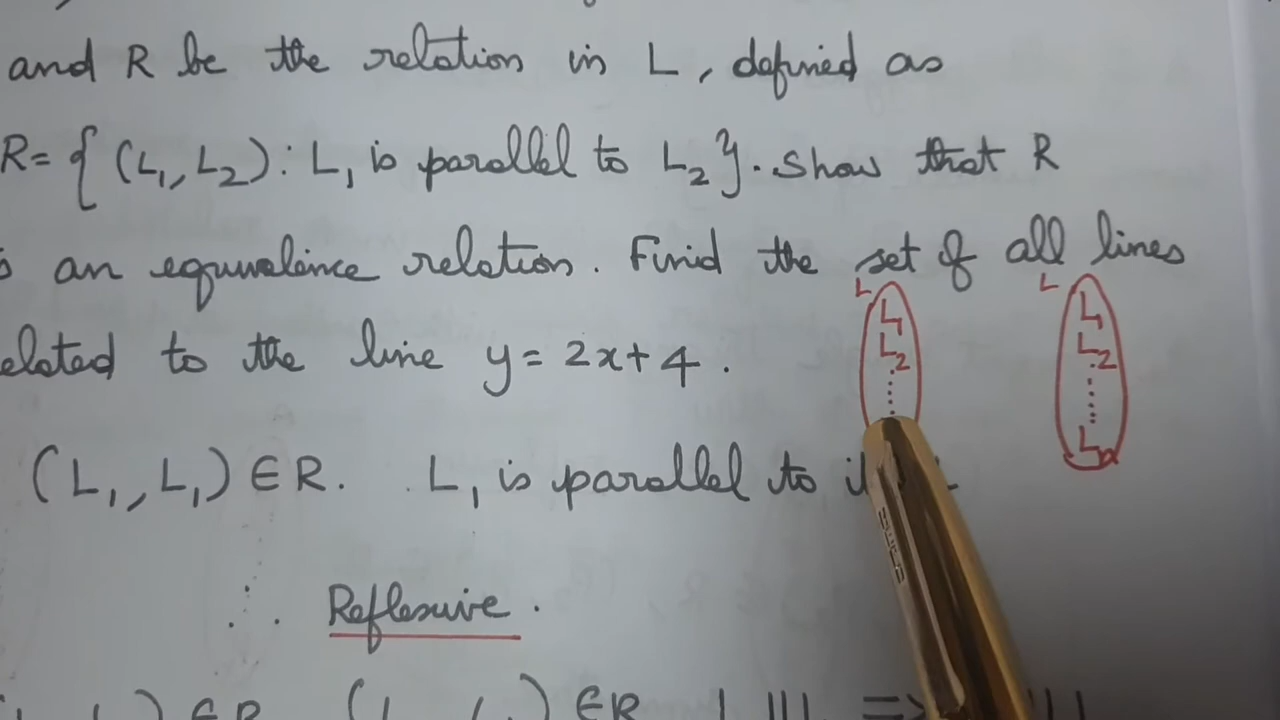 and R be the relation in L, defined as
R = { (L₁, L₂) : L₁ is parallel to L₂ }. Show that R
an equivalence relation. Find the set of all lines
elated to the line y = 2x + 4.
L L
L₁ L₁
L₂ L₂
(L₁, L₁) ∈ R. L₁ is parallel to
∴ Reflexive.
∈ R ∈ R =>